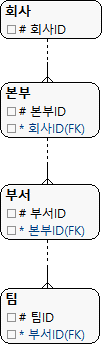 회사
# 회사ID
본부
# 본부ID
* 회사ID(FK)
부서
# 부서ID
* 본부ID(FK)
팀
# 팀ID
* 부서ID(FK)